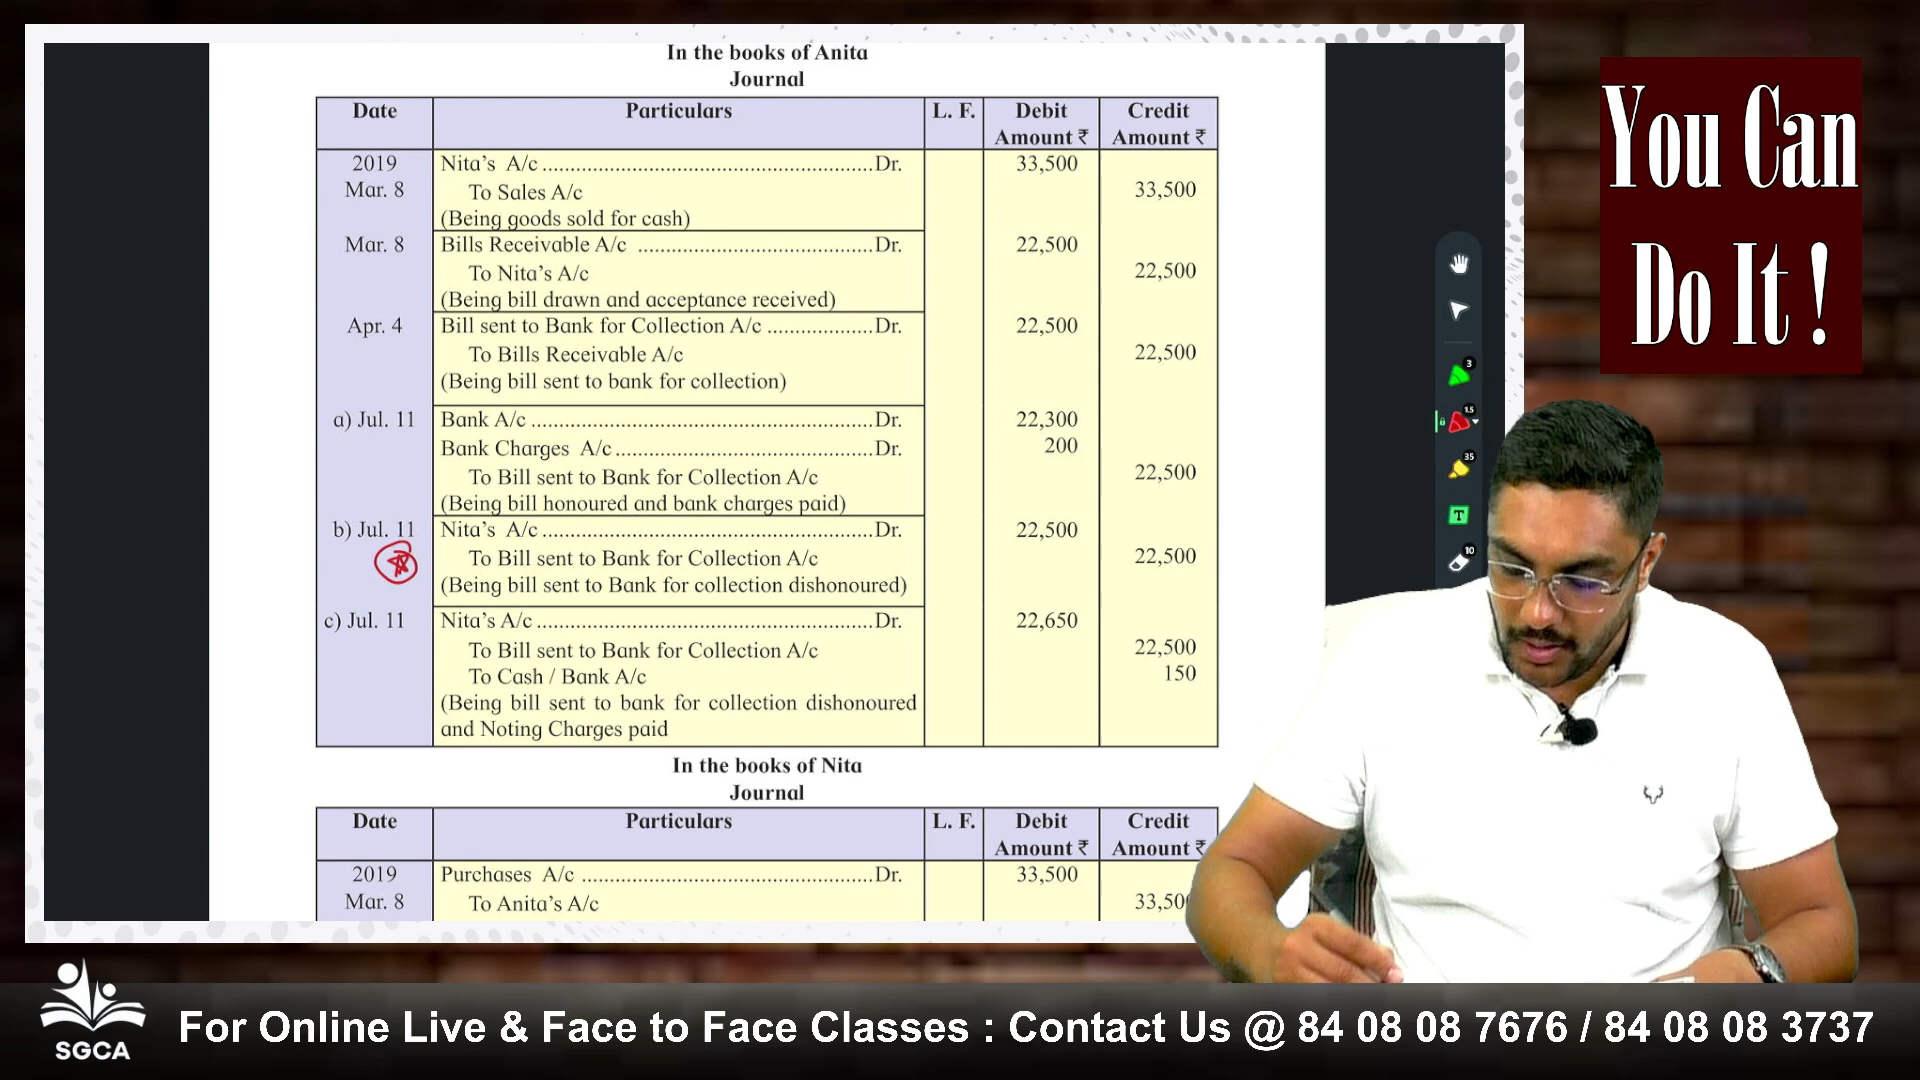 In the books of Anita
Journal
Date Particulars L. F. Debit Amount ₹ Credit Amount ₹
2019 Nita's A/c ........ Dr. 33,500
Mar. 8 To Sales A/c 33,500
(Being goods sold for cash)
Mar. 8 Bills Receivable A/c ........ Dr. 22,500
To Nita's A/c 22,500
(Being bill drawn and acceptance received)
Apr. 4 Bill sent to Bank for Collection A/c ........ Dr. 22,500
To Bills Receivable A/c 22,500
(Being bill sent to bank for collection)
a) Jul. 11 Bank A/c ........ Dr. 22,300
Bank Charges A/c ........ Dr. 200
To Bill sent to Bank for Collection A/c 22,500
(Being bill honoured and bank charges paid)
b) Jul. 11 Nita's A/c ........ Dr. 22,500
To Bill sent to Bank for Collection A/c 22,500
(Being bill sent to Bank for collection dishonoured)
c) Jul. 11 Nita's A/c ........ Dr. 22,650
To Bill sent to Bank for Collection A/c 22,500
To Cash / Bank A/c 150
(Being bill sent to bank for collection dishonoured
and Noting Charges paid
In the books of Nita
Journal
Date Particulars L. F. Debit Amount ₹ Credit Amount ₹
2019 Purchases A/c ........ Dr. 33,500
Mar. 8 To Anita's A/c 33,500
You Can
Do It !
3
1.5
35
T
10
SGCA
For Online Live & Face to Face Classes : Contact Us @ 84 08 08 7676 / 84 08 08 3737